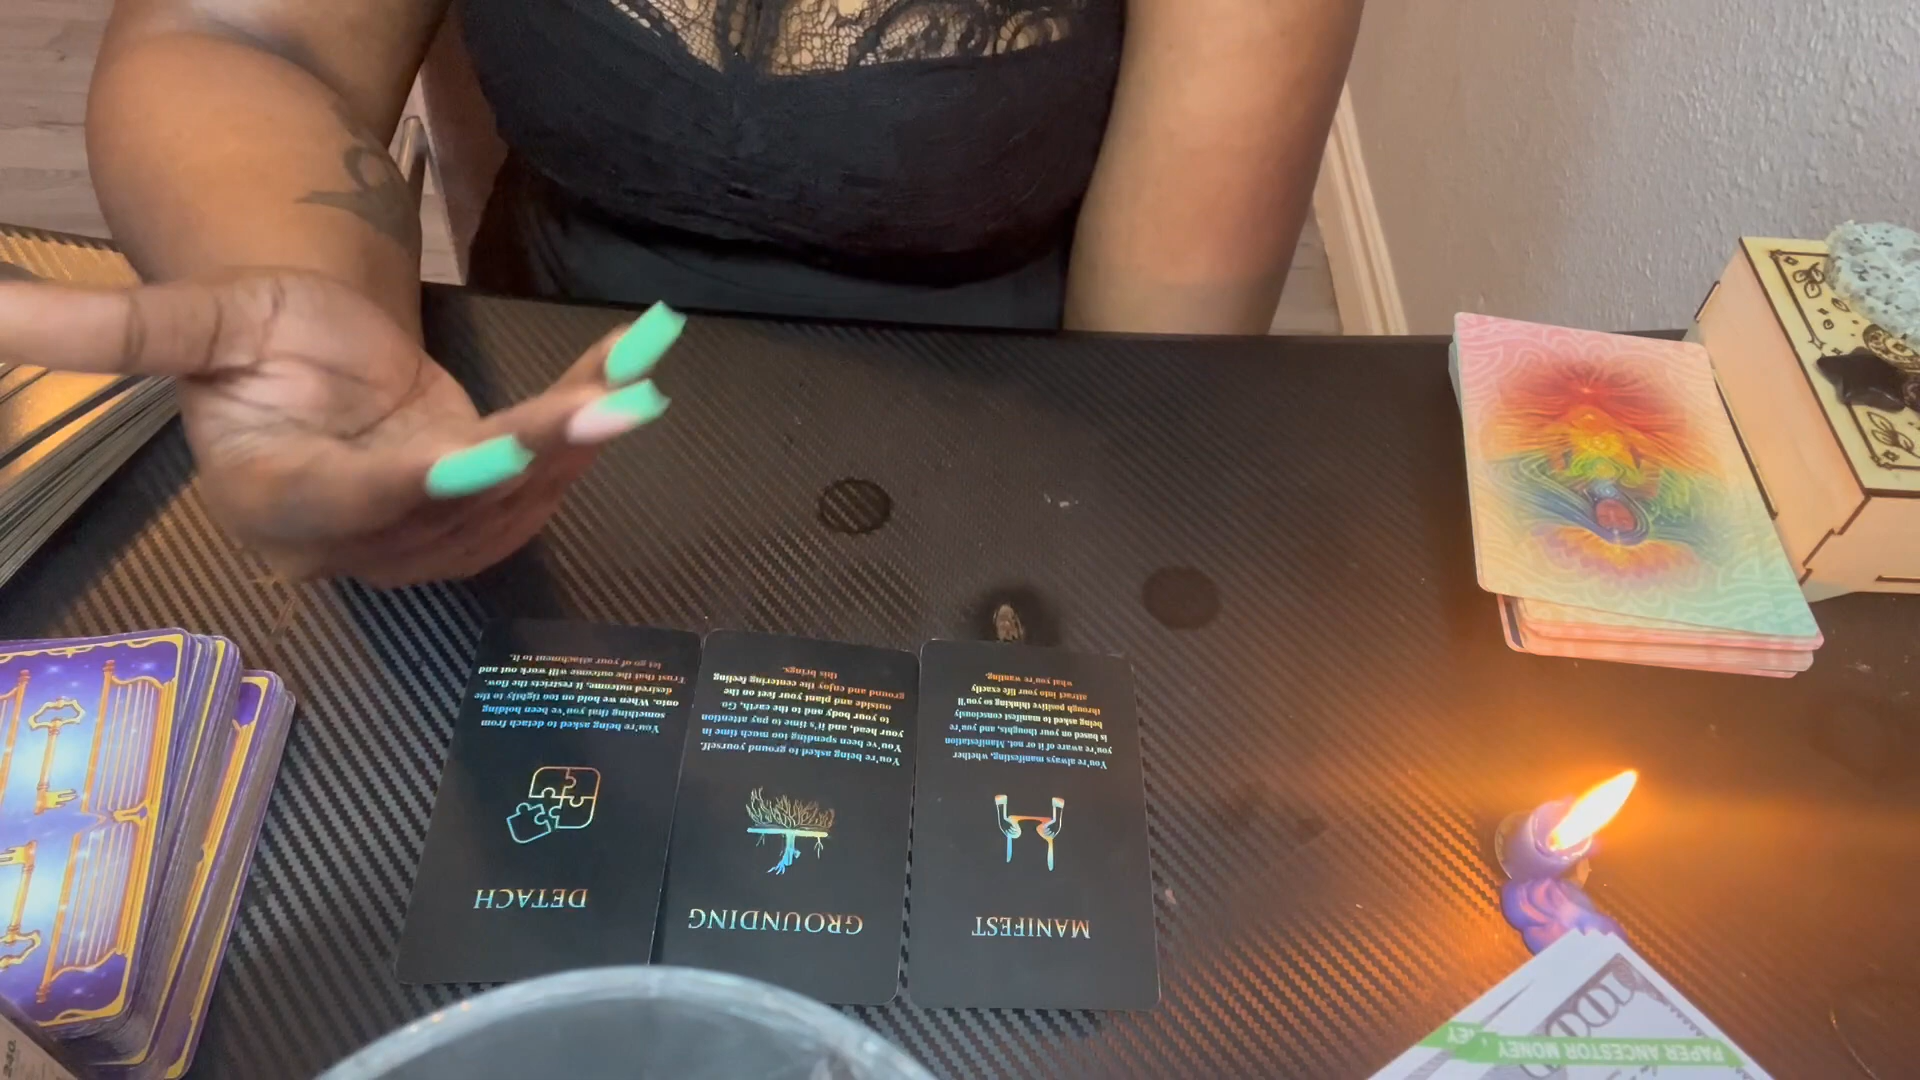 MANIFEST
You're always manifesting, whether
you're aware of it or not. Manifestation
is based on your thoughts, and you're
being asked to manifest consciously
through positive thinking so you'll
attract into your life exactly
what you're wanting.
GROUNDING
You're being asked to ground yourself.
You've been spending too much time in
your head, and it's time to pay attention
to your body and to the earth. Go
outside and plant your feet on the
ground and enjoy the centering feeling
this brings.
DETACH
You're being asked to detach from
something that you've been holding
onto. When we hold on too tightly to the
desired outcome, it restricts the flow.
Trust that the outcome will work out and
let go of your attachment to it.
PAPER ANCESTOR MONEY
100
240.